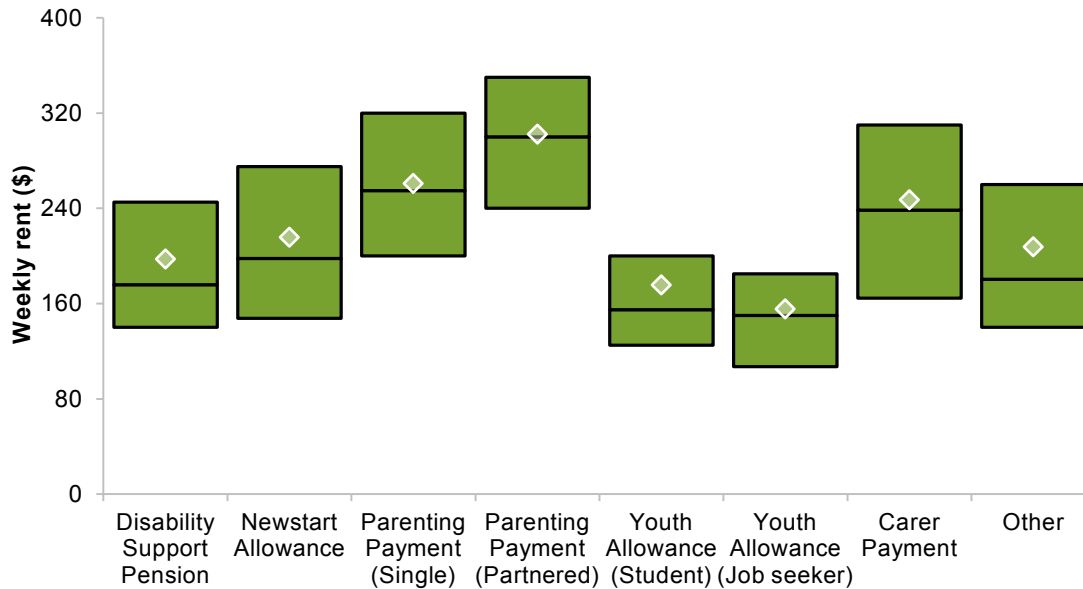 400
320
240
160
80
0
Weekly rent ($)
Disability
Support
Pension
Newstart
Allowance
Parenting
Payment
(Single)
Parenting
Payment
(Partnered)
Youth
Allowance
(Student)
Youth
Allowance
(Job seeker)
Carer
Payment
Other